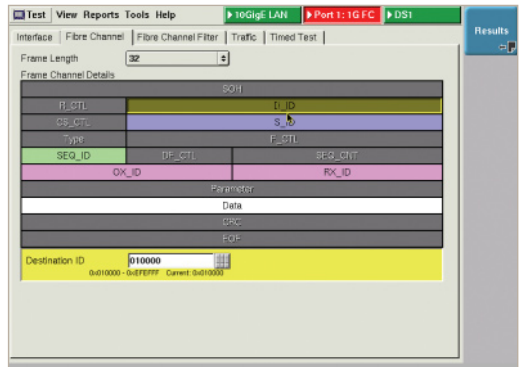 Test View Reports Tools Help
10GigE LAN
Port 1: 1G FC
DS1
Results
Interface Fibre Channel Fibre Channel Filter Traffic Timed Test
Frame Length 32
Frame Channel Details
SOH
R_CTL D_ID
CS_CTL S_ID
Type F_CTL
SEQ_ID DF_CTL SEQ_CNT
OX_ID RX_ID
Parameter
Data
CRC
EOF
Destination ID 010000
0x010000 - 0xEFEFFF Current: 0x010000